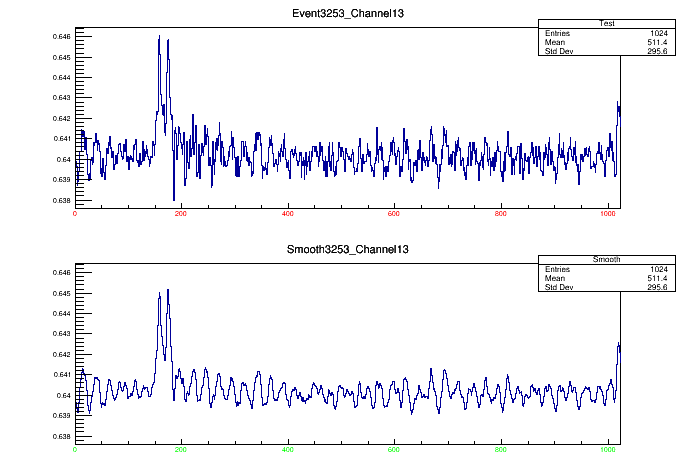 Event3253_Channel13
Test
Entries 1024
Mean 511.4
Std Dev 295.6
0.646
0.645
0.644
0.643
0.642
0.641
0.64
0.639
0.638
0 200 400 600 800 1000
Smooth3253_Channel13
Smooth
Entries 1024
Mean 511.4
Std Dev 295.6
0.646
0.645
0.644
0.643
0.642
0.641
0.64
0.639
0.638
0 200 400 600 800 1000